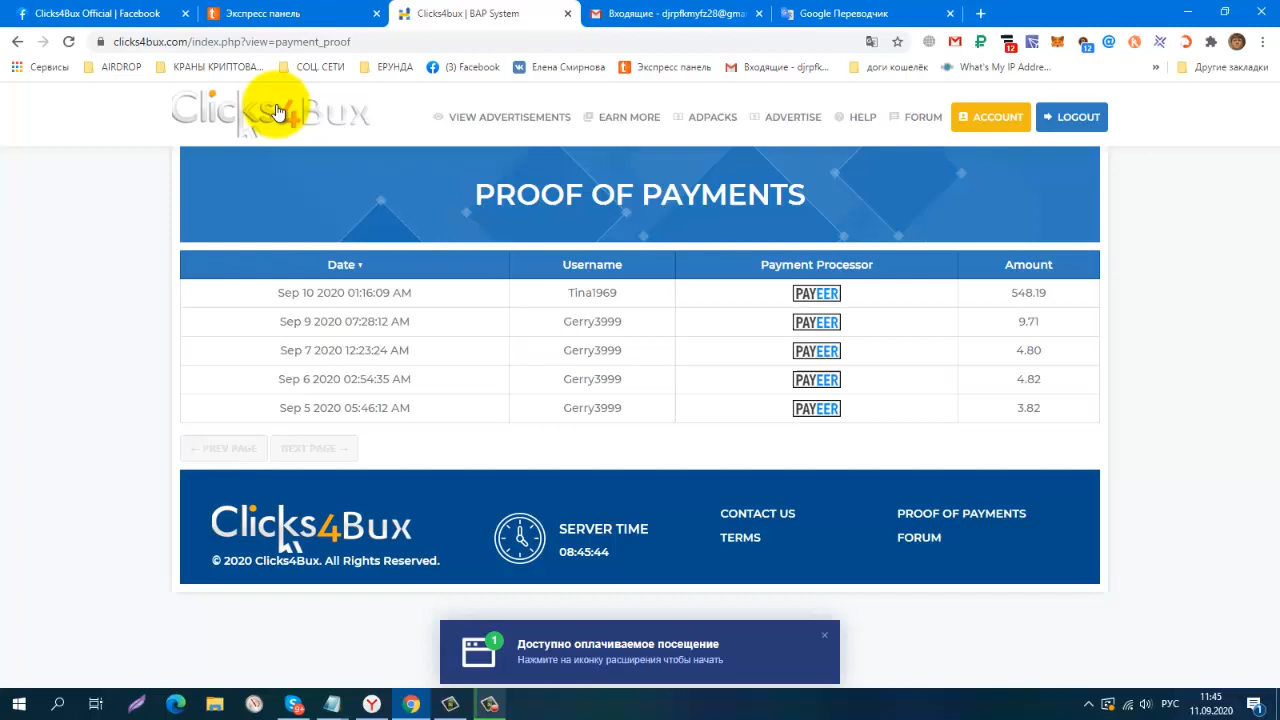 Facebook Official | Disco
Экспресс панель
Clicks4Bux | BAP System
Входящие - djrpfkmyfz28@gma
Google Переводчик
clicks4bux.com/index.php?view=payment_proof
12
12
Сервисы
AIRDROP
КРАНЫ КРИПТОВА...
СОЦ. СЕТИ
ЕРУНДА
(3) Facebook
Елена Смирнова
Экспресс панель
Входящие - djrpfk...
доги кошелёк
What's My IP Addre...
»
Другие закладки
Clicks4Bux
VIEW ADVERTISEMENTS
EARN MORE
ADPACKS
ADVERTISE
HELP
FORUM
ACCOUNT
LOGOUT
PROOF OF PAYMENTS
Date ▾ Username Payment Processor Amount
Sep 10 2020 01:16:09 AM Tina1969 PAYEER 548.19
Sep 9 2020 07:28:12 AM Gerry3999 PAYEER 9.71
Sep 7 2020 12:23:24 AM Gerry3999 PAYEER 4.80
Sep 6 2020 02:54:35 AM Gerry3999 PAYEER 4.82
Sep 5 2020 05:46:12 AM Gerry3999 PAYEER 3.82
← PREV PAGE
NEXT PAGE →
Clicks4Bux
© 2020 Clicks4Bux. All Rights Reserved.
SERVER TIME
08:45:44
CONTACT US
TERMS
PROOF OF PAYMENTS
FORUM
1
Доступно оплачиваемое посещение
Нажмите на иконку расширения чтобы начать
9+
РУС
11:45
11.09.2020